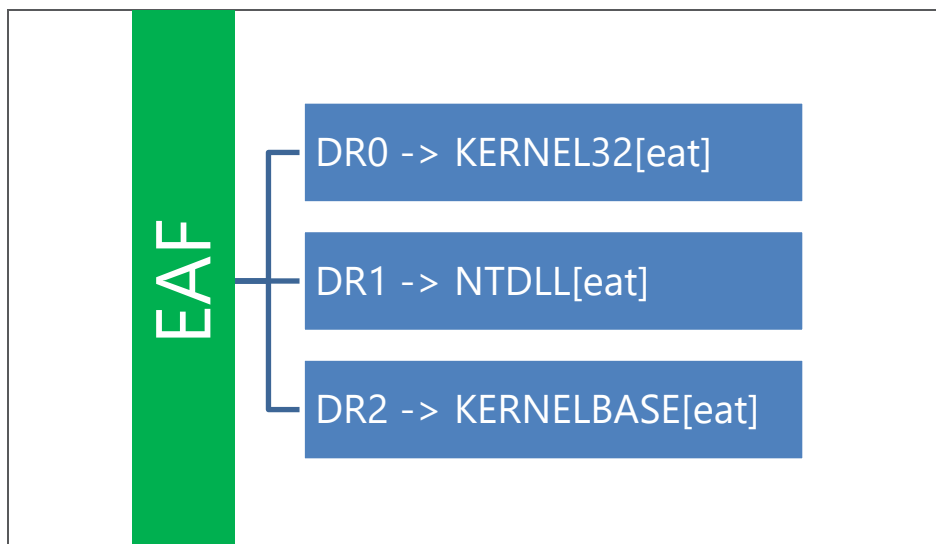 EAF
DR0 -> KERNEL32[eat]
DR1 -> NTDLL[eat]
DR2 -> KERNELBASE[eat]